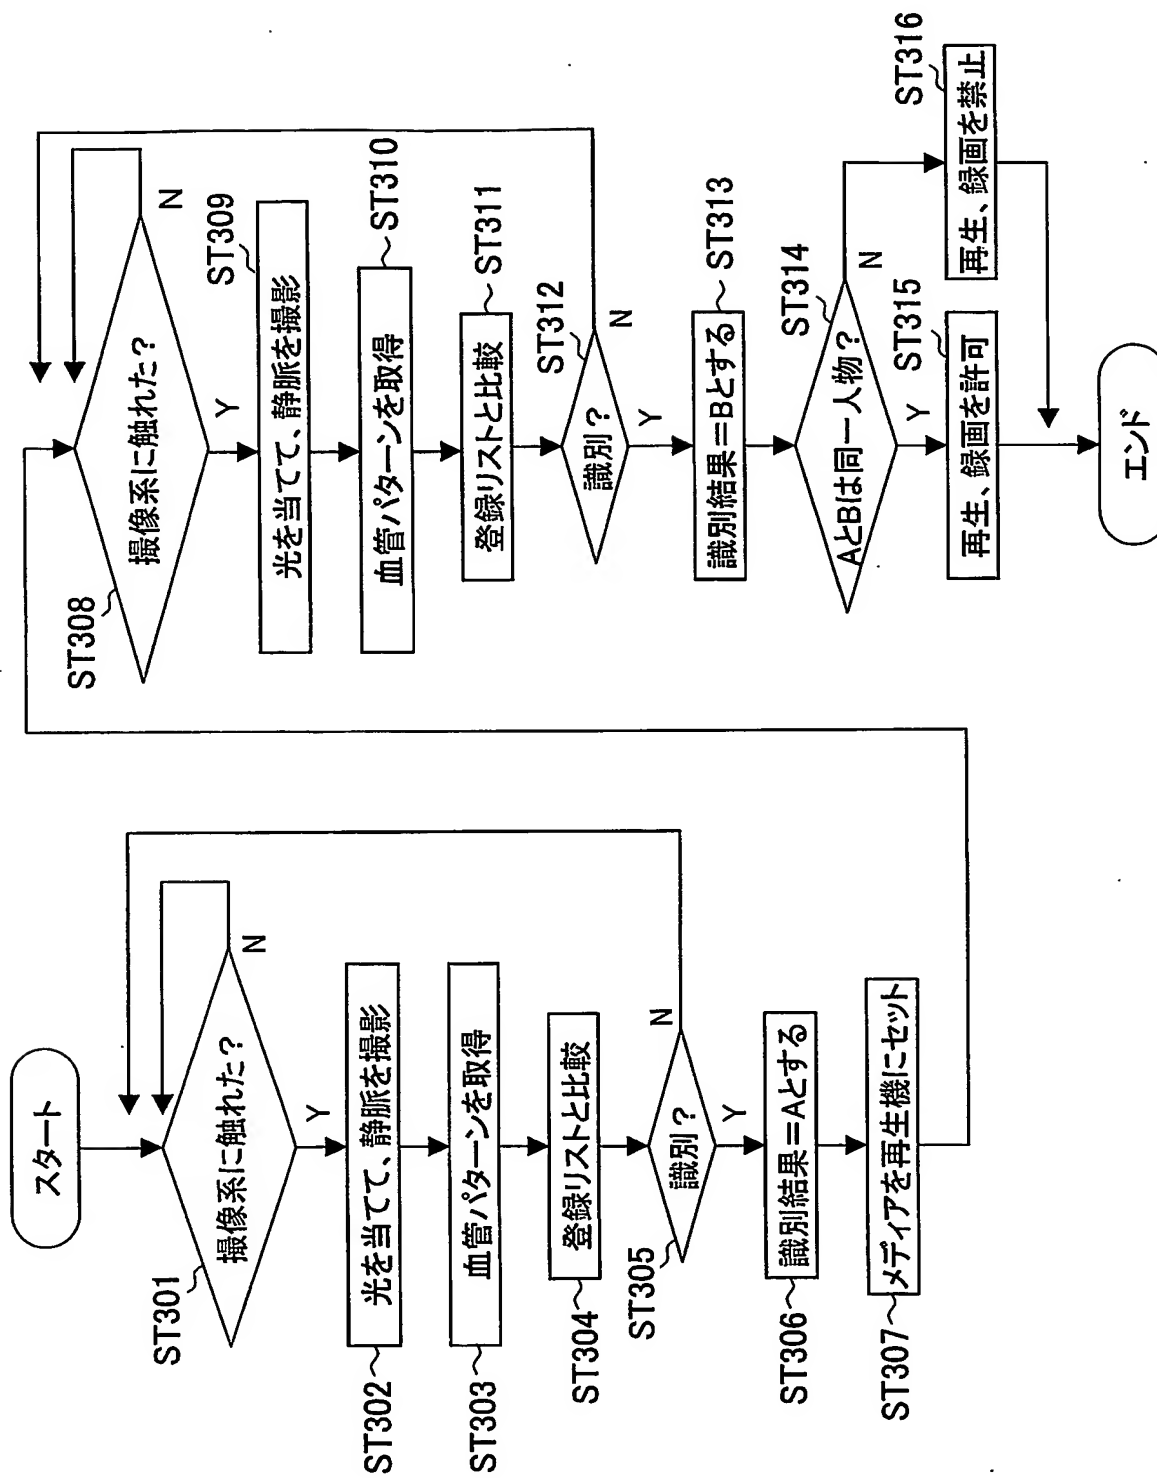 スタート
ST301
撮像系に触れた?
N
Y
ST302
光を当てて、静脈を撮影
ST303
血管パターンを取得
ST304
登録リストと比較
ST305
識別?
N
Y
ST306
識別結果=Aとする
ST307
メディアを再生機にセット
ST308
撮像系に触れた?
N
Y
ST309
光を当てて、静脈を撮影
ST310
血管パターンを取得
ST311
登録リストと比較
ST312
識別?
N
Y
ST313
識別結果=Bとする
ST314
AとBは同一人物?
N
Y
ST315
再生、録画を許可
ST316
再生、録画を禁止
エンド